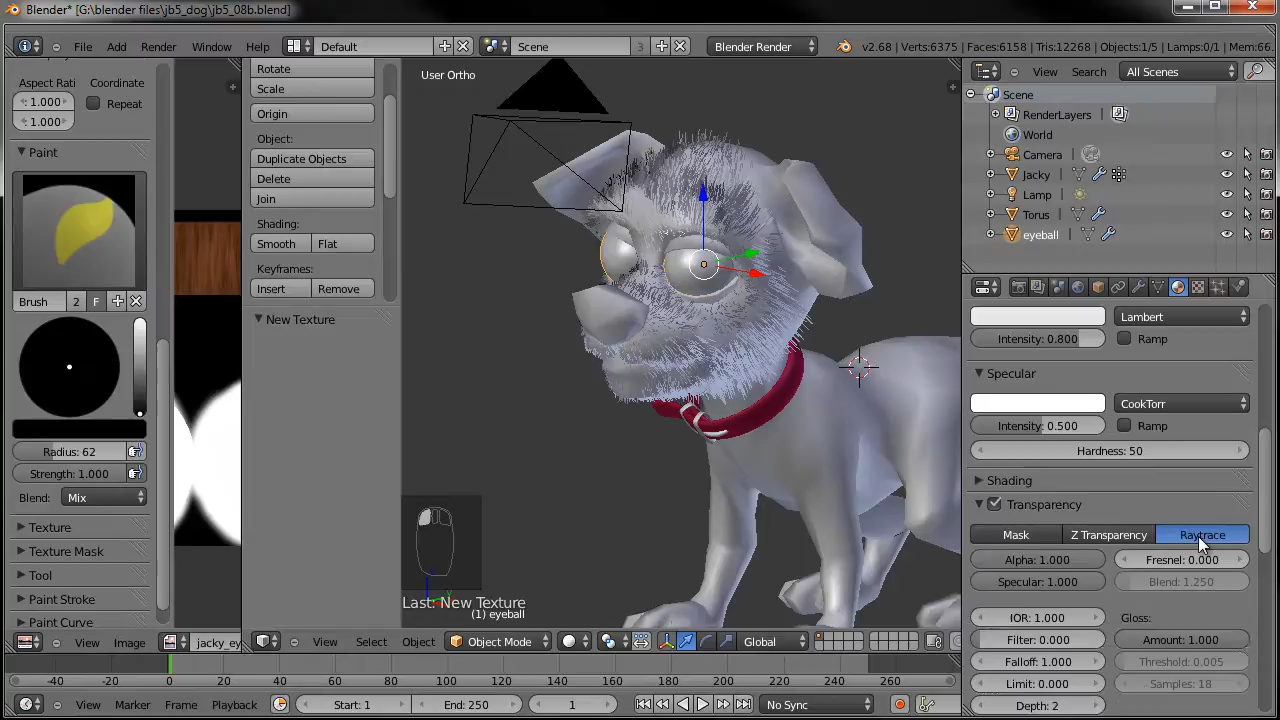 Blender* [G:\blender files\jb5_dog\jb5_08b.blend]
File Add Render Window Help Default Scene 3 Blender Render v2.68 | Verts:6375 | Faces:6158 | Tris:12268 | Objects:1/5 | Lamps:0/1 | Mem:66.
Aspect Rati Coordinate
1.000 Repeat
1.000
Paint
Brush 2 F
Radius: 62
Strength: 1.000
Blend: Mix
Texture
Texture Mask
Tool
Paint Stroke
Paint Curve
View Image jacky_ey
Rotate
Scale
Origin
Object:
Duplicate Objects
Delete
Join
Shading:
Smooth Flat
Keyframes:
Insert Remove
New Texture
User Ortho
Last: New Texture
(1) eyeball
View Select Object Object Mode Global
View Search All Scenes
Scene
RenderLayers
World
Camera
Jacky
Lamp
Torus
eyeball
Lambert
Intensity: 0.800 Ramp
Specular
CookTorr
Intensity: 0.500 Ramp
Hardness: 50
Shading
Transparency
Mask Z Transparency Raytrace
Alpha: 1.000 Fresnel: 0.000
Specular: 1.000 Blend: 1.250
IOR: 1.000 Gloss:
Filter: 0.000 Amount: 1.000
Falloff: 1.000 Threshold: 0.005
Limit: 0.000 Samples: 18
Depth: 2
-40 -20 0 20 40 60 80 100 120 140 160 180 200 220 240 260
View Marker Frame Playback Start: 1 End: 250 1 No Sync